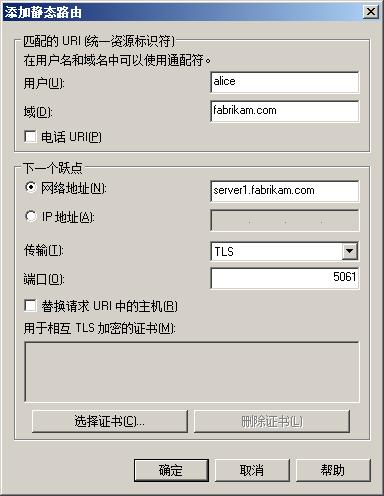 添加静态路由
匹配的 URI (统一资源标识符)
在用户名和域名中可以使用通配符。
用户(U): alice
域(D): fabrikam.com
电话 URI(P)
下一个跃点
网络地址(N): server1.fabrikam.com
IP 地址(A): . . .
传输(T): TLS
端口(O): 5061
替换请求 URI 中的主机(R)
用于相互 TLS 加密的证书(M):
选择证书(C)... 删除证书(L)
确定 取消 帮助